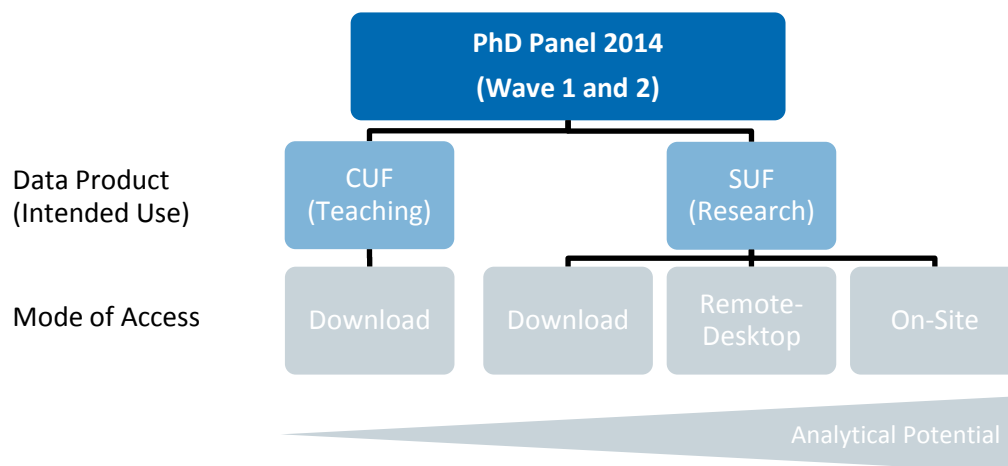 PhD Panel 2014
(Wave 1 and 2)
Data Product
(Intended Use)
CUF
(Teaching)
SUF
(Research)
Mode of Access
Download
Download
Remote-
Desktop
On-Site
Analytical Potential